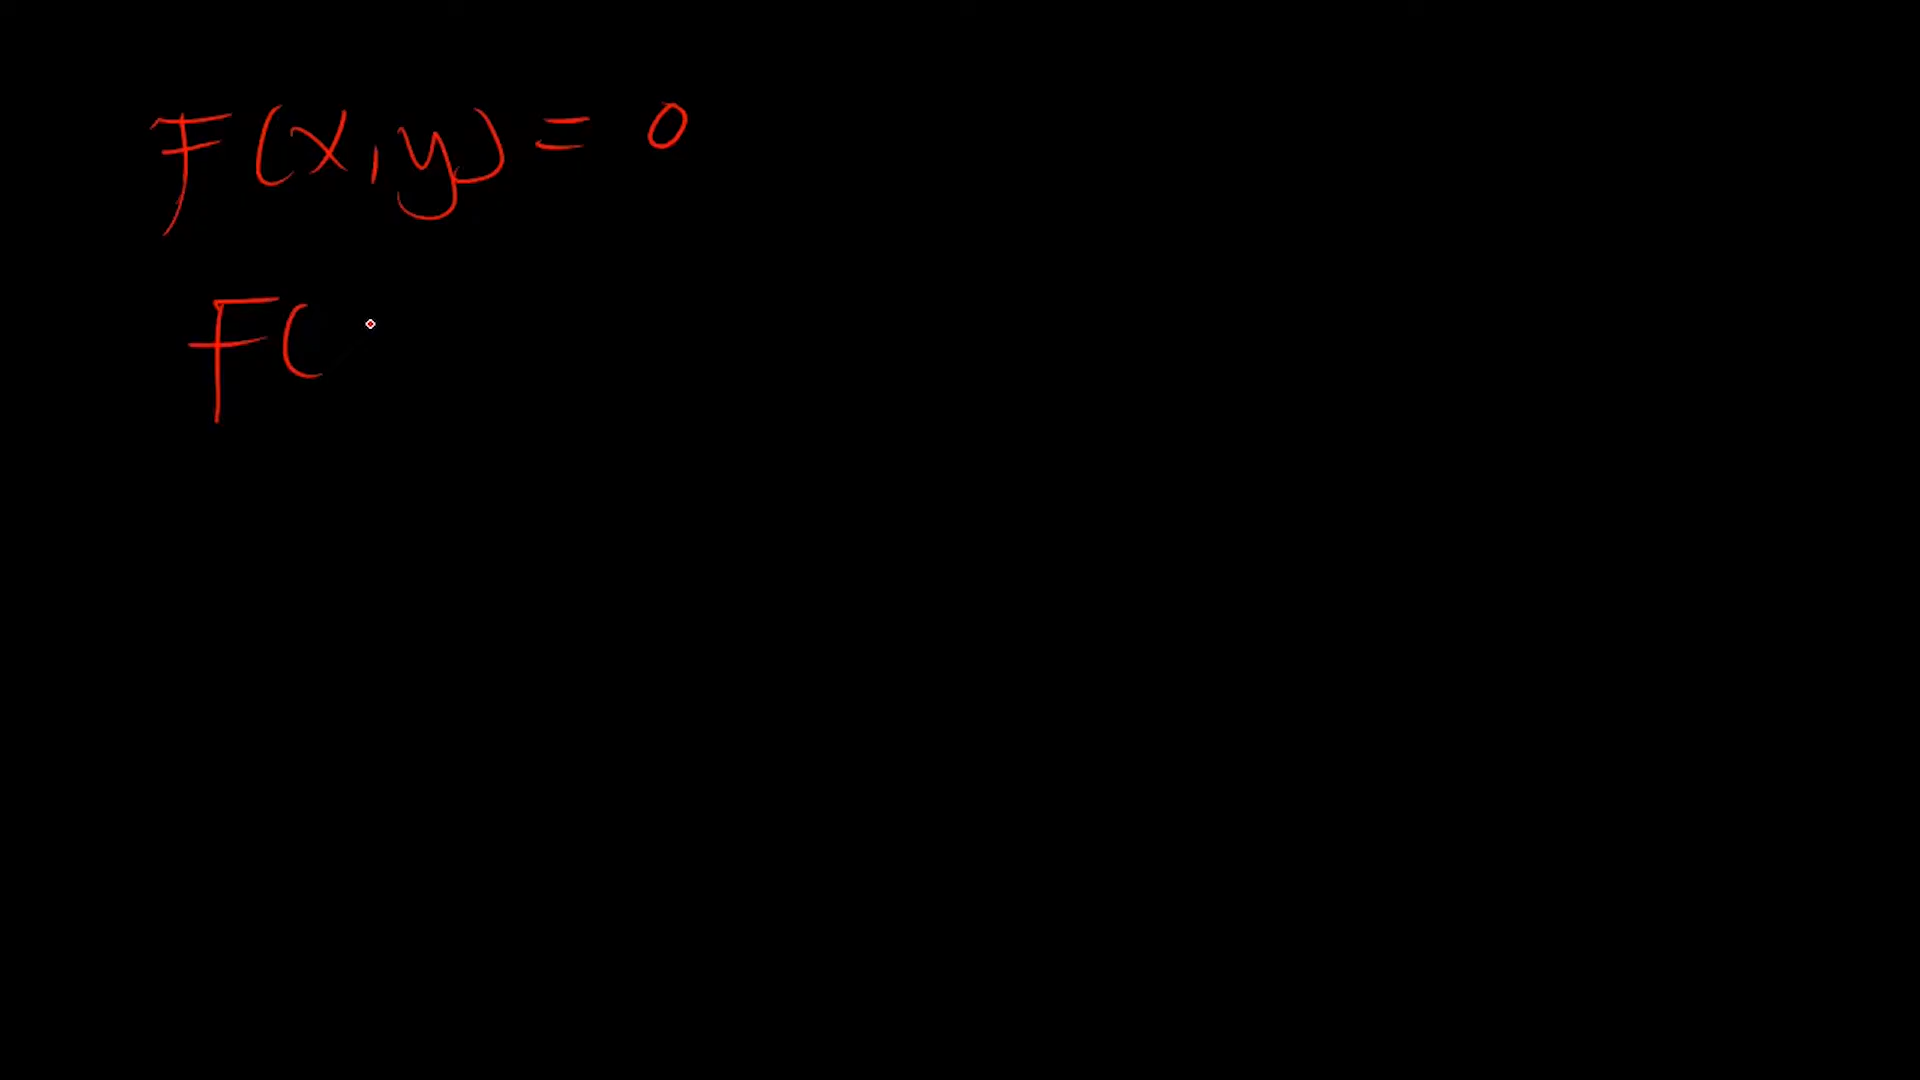 F(x,y) = 0
F(